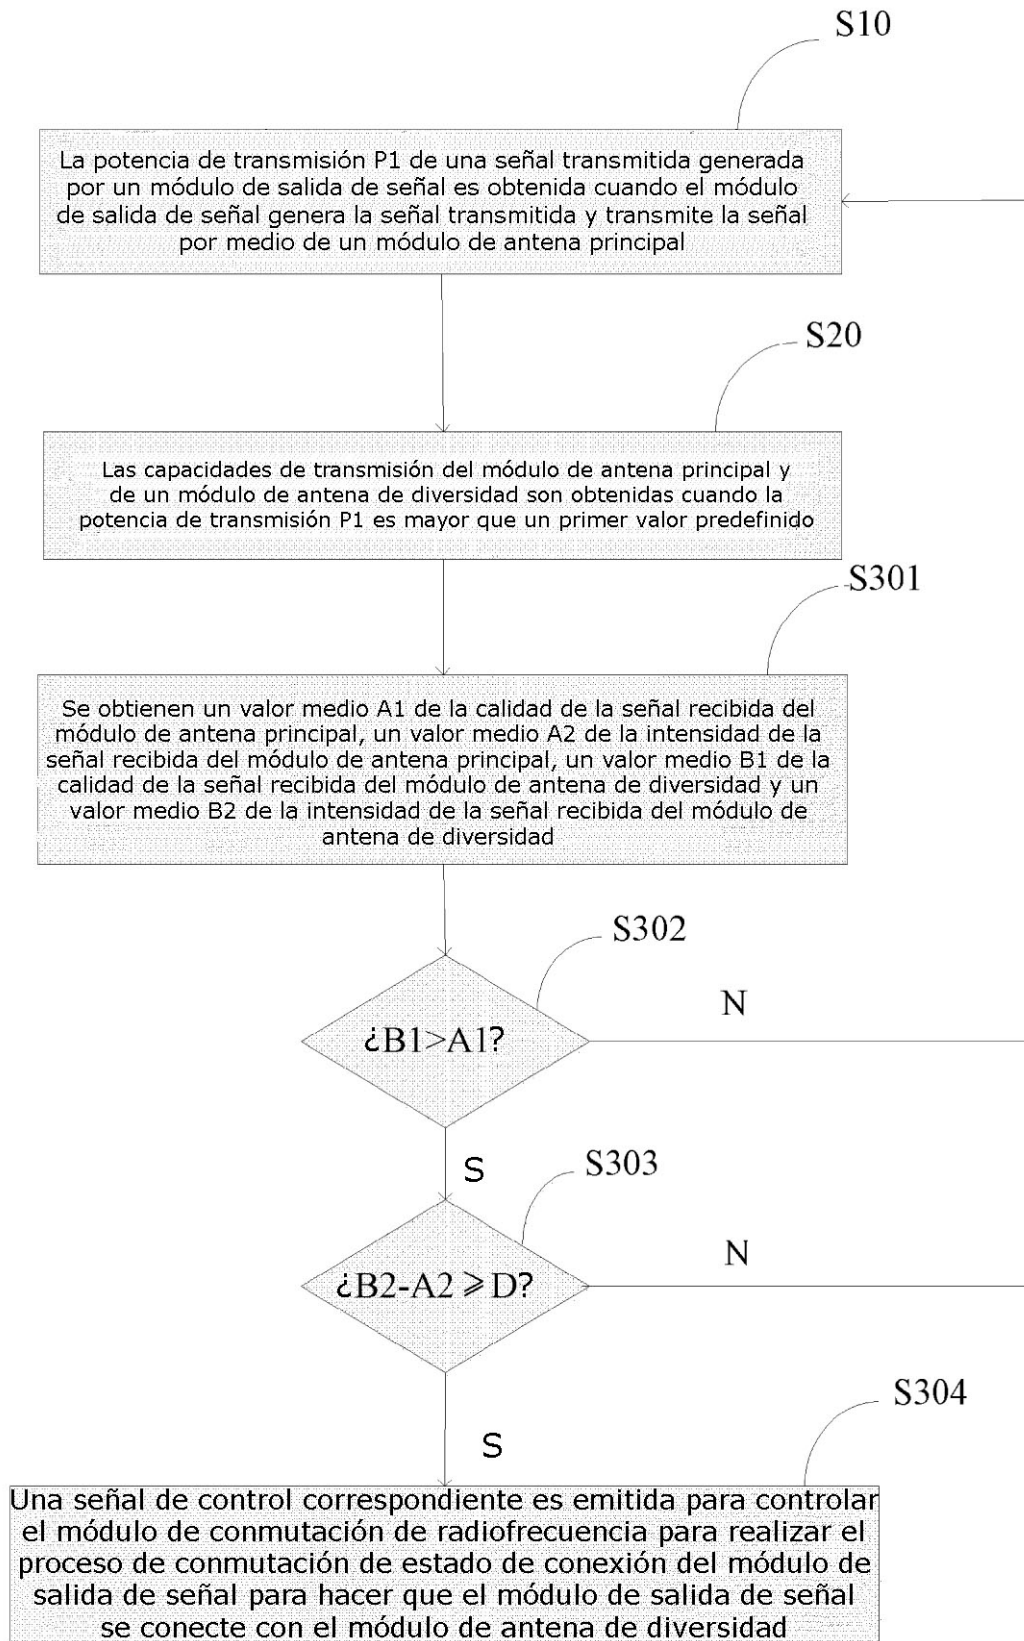 S10
La potencia de transmisión P1 de una señal transmitida generada
por un módulo de salida de señal es obtenida cuando el módulo
de salida de señal genera la señal transmitida y transmite la señal
por medio de un módulo de antena principal
S20
Las capacidades de transmisión del módulo de antena principal y
de un módulo de antena de diversidad son obtenidas cuando la
potencia de transmisión P1 es mayor que un primer valor predefinido
S301
Se obtienen un valor medio A1 de la calidad de la señal recibida del
módulo de antena principal, un valor medio A2 de la intensidad de la
señal recibida del módulo de antena principal, un valor medio B1 de la
calidad de la señal recibida del módulo de antena de diversidad y un
valor medio B2 de la intensidad de la señal recibida del módulo de
antena de diversidad
S302
¿B1>A1?
N
S
S303
¿B2-A2⩾D?
N
S
S304
Una señal de control correspondiente es emitida para controlar
el módulo de conmutación de radiofrecuencia para realizar el
proceso de conmutación de estado de conexión del módulo de
salida de señal para hacer que el módulo de salida de señal
se conecte con el módulo de antena de diversidad